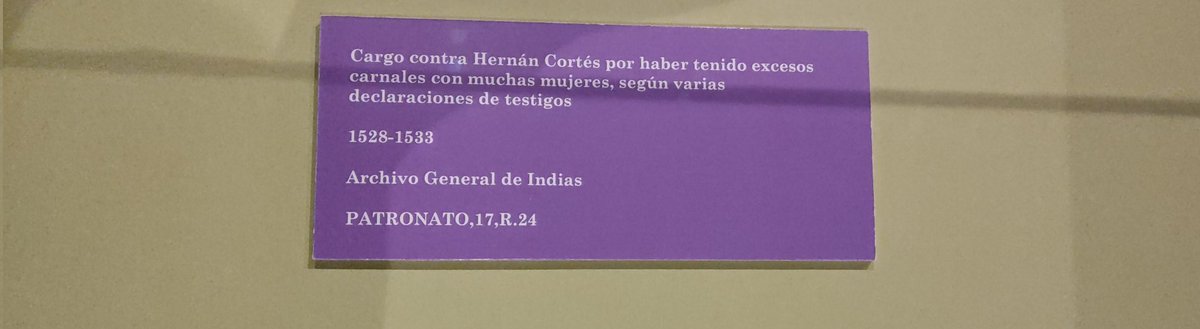 Cargo contra Hernán Cortés por haber tenido excesos
carnales con muchas mujeres, según varias
declaraciones de testigos
1528-1533
Archivo General de Indias
PATRONATO,17,R.24